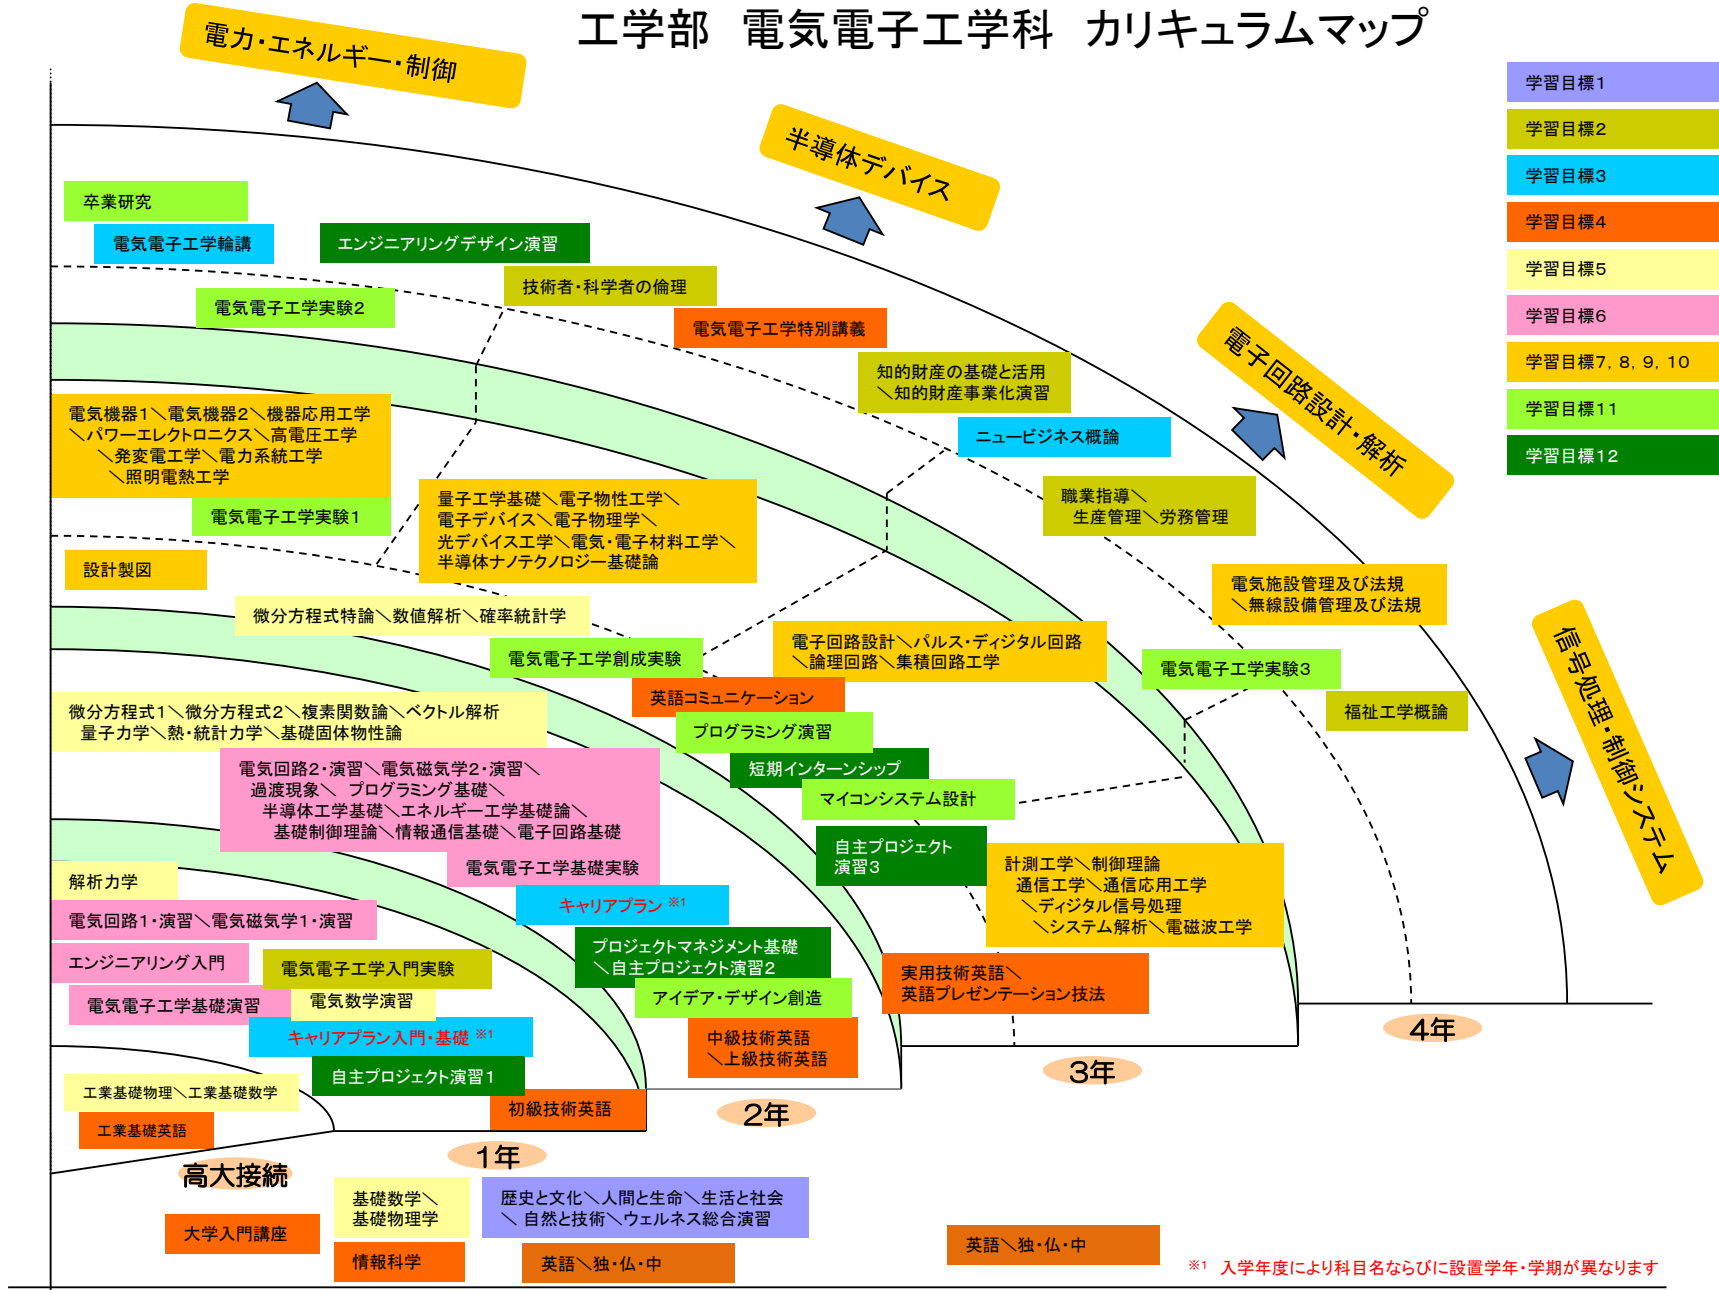 工学部　電気電子工学科　カリキュラムマップ
電力・エネルギー・制御
半導体デバイス
電子回路設計・解析
信号処理・制御システム
学習目標1
学習目標2
学習目標3
学習目標4
学習目標5
学習目標6
学習目標7, 8, 9, 10
学習目標11
学習目標12
卒業研究
電気電子工学輪講
エンジニアリングデザイン演習
技術者・科学者の倫理
電気電子工学実験2
電気電子工学特別講義
知的財産の基礎と活用
＼知的財産事業化演習
ニュービジネス概論
職業指導＼
生産管理＼労務管理
電気施設管理及び法規
＼無線設備管理及び法規
電気電子工学実験3
福祉工学概論
電気機器1＼電気機器2＼機器応用工学
＼パワーエレクトロニクス＼高電圧工学
＼発変電工学＼電力系統工学
＼照明電熱工学
電気電子工学実験1
量子工学基礎＼電子物性工学＼
電子デバイス＼電子物理学＼
光デバイス工学＼電気・電子材料工学＼
半導体ナノテクノロジー基礎論
設計製図
微分方程式特論＼数値解析＼確率統計学
電気電子工学創成実験
電子回路設計＼パルス・ディジタル回路
＼論理回路＼集積回路工学
英語コミュニケーション
プログラミング演習
短期インターンシップ
マイコンシステム設計
自主プロジェクト
演習3
計測工学＼制御理論
通信工学＼通信応用工学
＼ディジタル信号処理
＼システム解析＼電磁波工学
実用技術英語＼
英語プレゼンテーション技法
微分方程式1＼微分方程式2＼複素関数論＼ベクトル解析
量子力学＼熱・統計力学＼基礎固体物性論
電気回路2・演習＼電気磁気学2・演習＼
過渡現象＼　プログラミング基礎＼
半導体工学基礎＼エネルギー工学基礎論＼
基礎制御理論＼情報通信基礎＼電子回路基礎
電気電子工学基礎実験
キャリアプラン ※1
プロジェクトマネジメント基礎
＼自主プロジェクト演習2
アイデア・デザイン創造
中級技術英語
＼上級技術英語
解析力学
電気回路1・演習＼電気磁気学1・演習
エンジニアリング入門
電気電子工学入門実験
電気電子工学基礎演習
電気数学演習
キャリアプラン入門・基礎 ※1
自主プロジェクト演習1
初級技術英語
工業基礎物理＼工業基礎数学
工業基礎英語
4年
3年
2年
1年
高大接続
大学入門講座
基礎数学＼
基礎物理学
情報科学
歴史と文化＼人間と生命＼生活と社会
＼ 自然と技術＼ウェルネス総合演習
英語＼独・仏・中
英語＼独・仏・中
※1　入学年度により科目名ならびに設置学年・学期が異なります